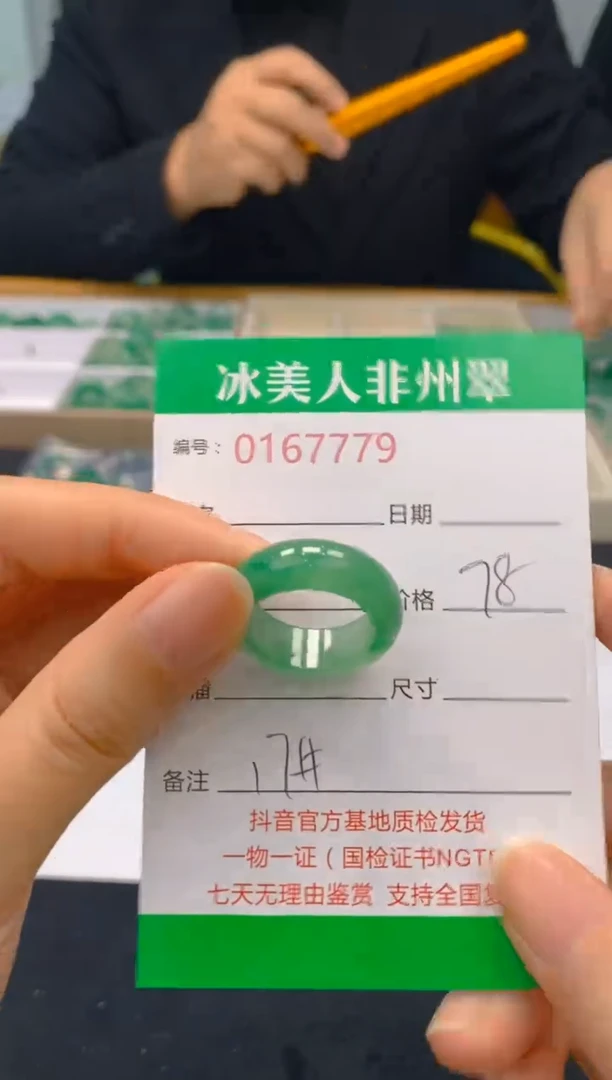 冰美人非州翠
编号：0167779
日期
价格 78
尺寸
备注 17#
抖音官方基地质检发货
一物一证（国检证书NGT
七天无理由鉴赏 支持全国复